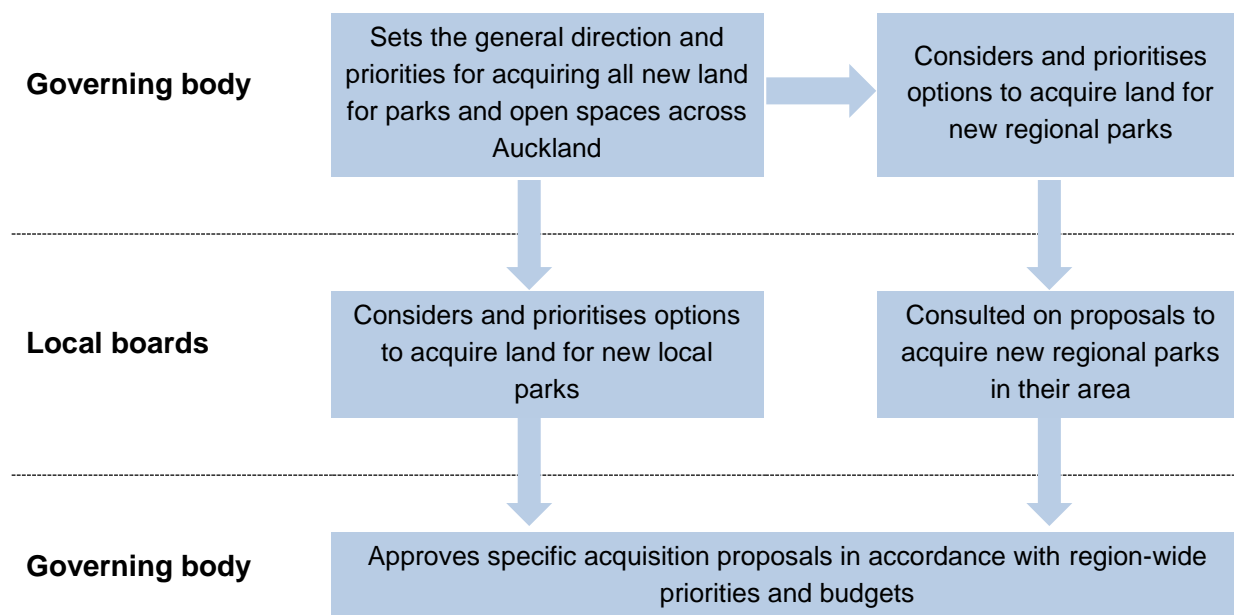 Governing body
Sets the general direction and
priorities for acquiring all new land
for parks and open spaces across
Auckland
Considers and prioritises
options to acquire land for
new regional parks
Local boards
Considers and prioritises options
to acquire land for new local
parks
Consulted on proposals to
acquire new regional parks
in their area
Governing body
Approves specific acquisition proposals in accordance with region-wide
priorities and budgets